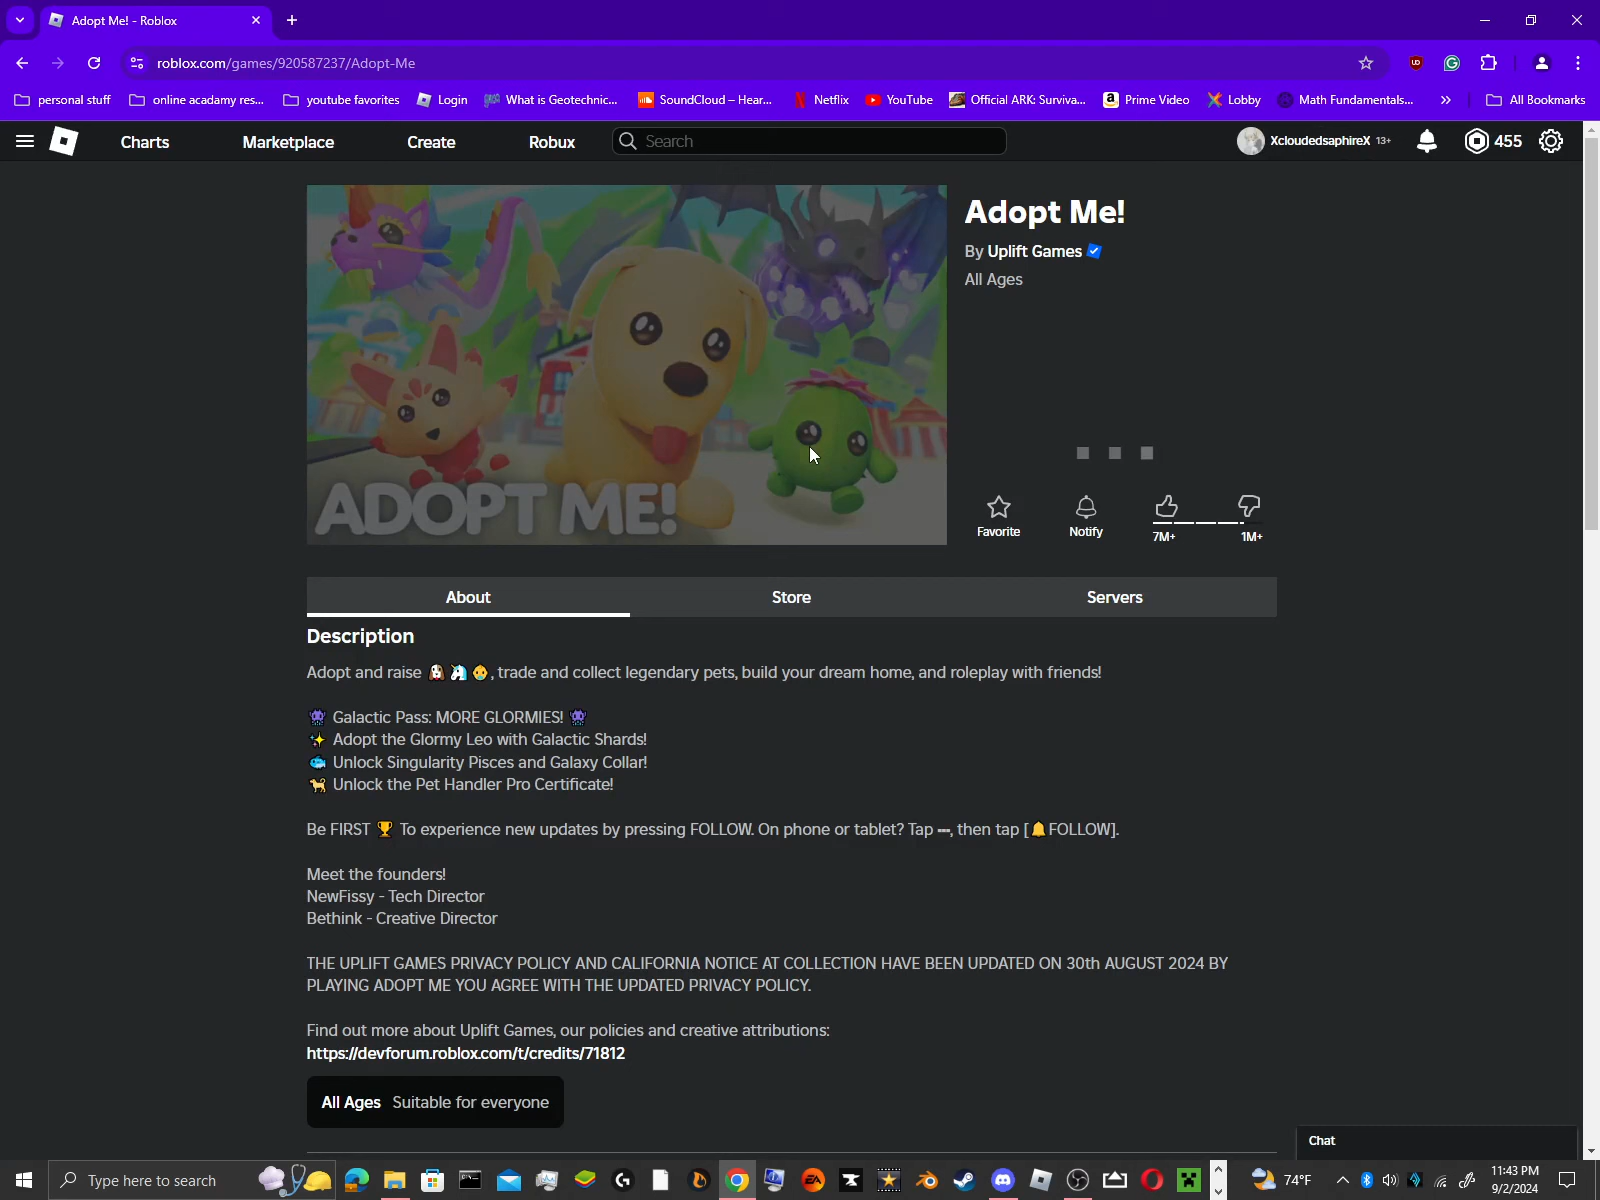 Adopt Me! - Roblox
roblox.com/games/920587237/Adopt-Me
personal stuff
online acadamy res...
youtube favorites
Login
What is Geotechnic...
SoundCloud – Hear...
Netflix
YouTube
Official ARK: Surviva...
Prime Video
Lobby
Math Fundamentals...
»
All Bookmarks
Charts
Marketplace
Create
Robux
Search
XcloudedsaphireX 13+
455
ADOPT ME!
Adopt Me!
By Uplift Games
All Ages
Favorite
Notify
7M+
1M+
About
Store
Servers
Description
Adopt and raise 🐶 🦄 👶, trade and collect legendary pets, build your dream home, and roleplay with friends!
👾 Galactic Pass: MORE GLORMIES! 👾
✨ Adopt the Glormy Leo with Galactic Shards!
🐟 Unlock Singularity Pisces and Galaxy Collar!
🐕 Unlock the Pet Handler Pro Certificate!
Be FIRST 🏆 To experience new updates by pressing FOLLOW. On phone or tablet? Tap ---, then tap [🔔FOLLOW].
Meet the founders!
NewFissy - Tech Director
Bethink - Creative Director
THE UPLIFT GAMES PRIVACY POLICY AND CALIFORNIA NOTICE AT COLLECTION HAVE BEEN UPDATED ON 30th AUGUST 2024 BY
PLAYING ADOPT ME YOU AGREE WITH THE UPDATED PRIVACY POLICY.
Find out more about Uplift Games, our policies and creative attributions:
https://devforum.roblox.com/t/credits/71812
All Ages Suitable for everyone
Chat
Type here to search
74°F
11:43 PM
9/2/2024